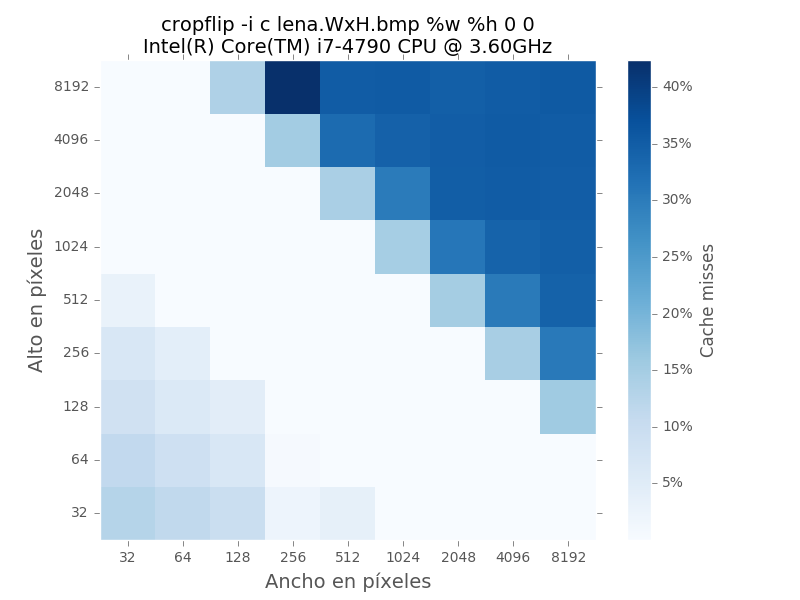 cropflip -i c lena.WxH.bmp %w %h 0 0
Intel(R) Core(TM) i7-4790 CPU @ 3.60GHz
Alto en píxeles
8192
4096
2048
1024
512
256
128
64
32
32 64 128 256 512 1024 2048 4096 8192
Ancho en píxeles
40%
35%
30%
25%
20%
15%
10%
5%
Cache misses